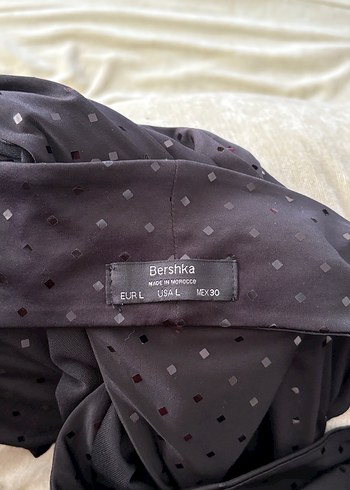 Bershka
MADE IN MOROCCO
EUR L USA L MEX 30